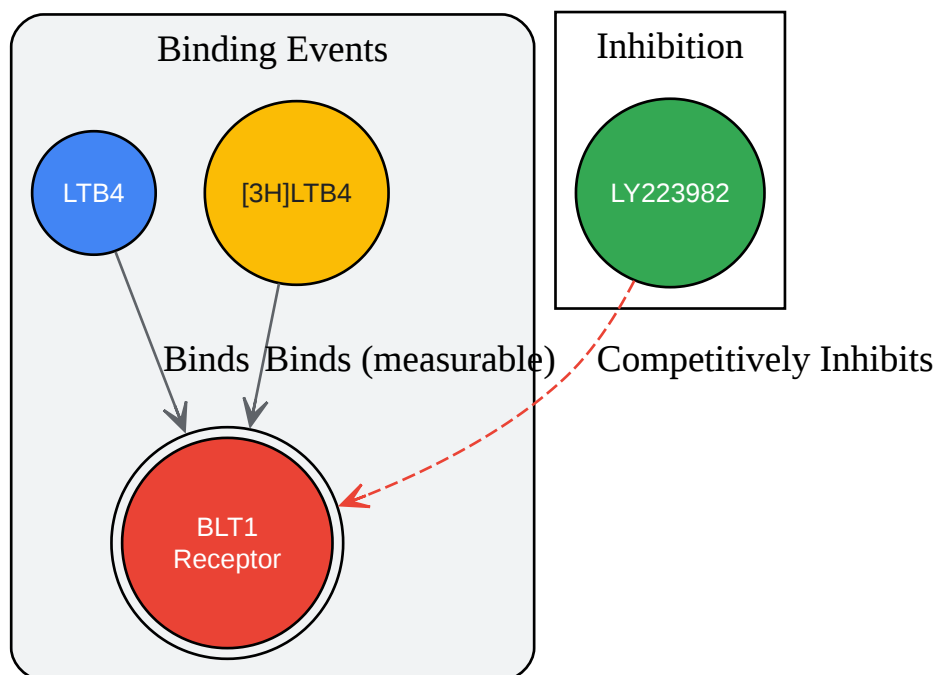 Binding Events
Inhibition
LTB4
[3H]LTB4
LY223982
Binds
Binds (measurable)
Competitively Inhibits
BLT1
Receptor